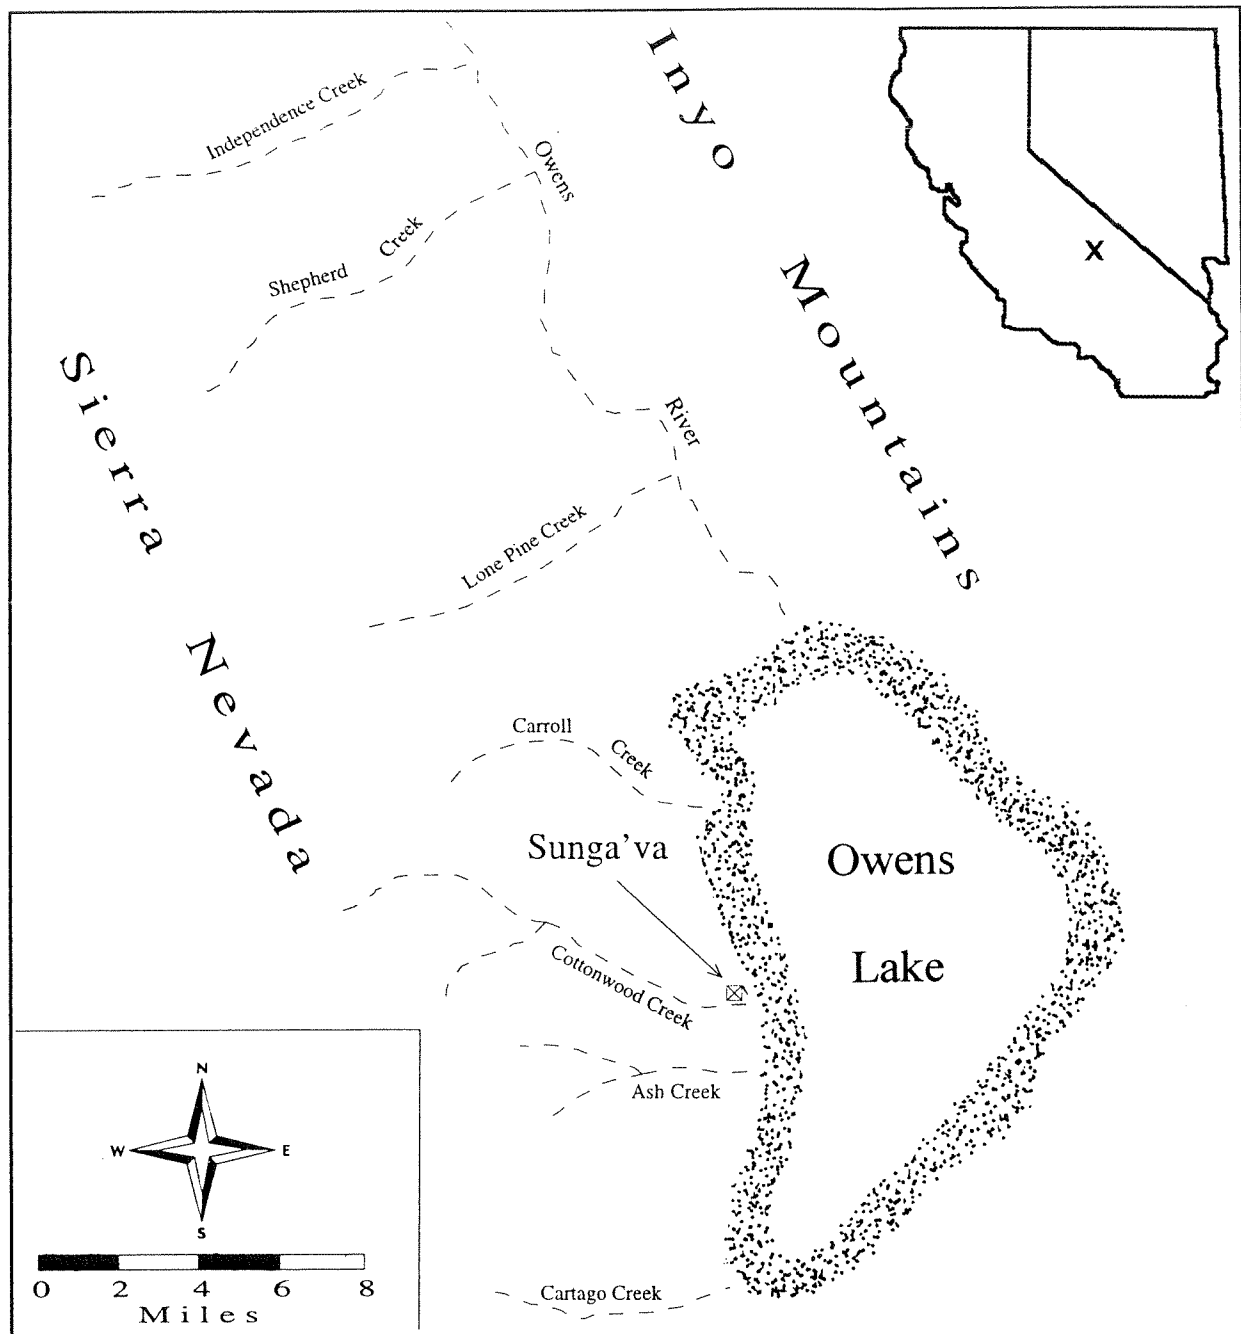 Inyo Mountains
X
Independence Creek
Owens River
Shepherd Creek
Sierra Nevada
Lone Pine Creek
Carroll Creek
Sunga'va
Owens
Lake
Cottonwood Creek
Ash Creek
Cartago Creek
N
W E
S
0 2 4 6 8
Miles